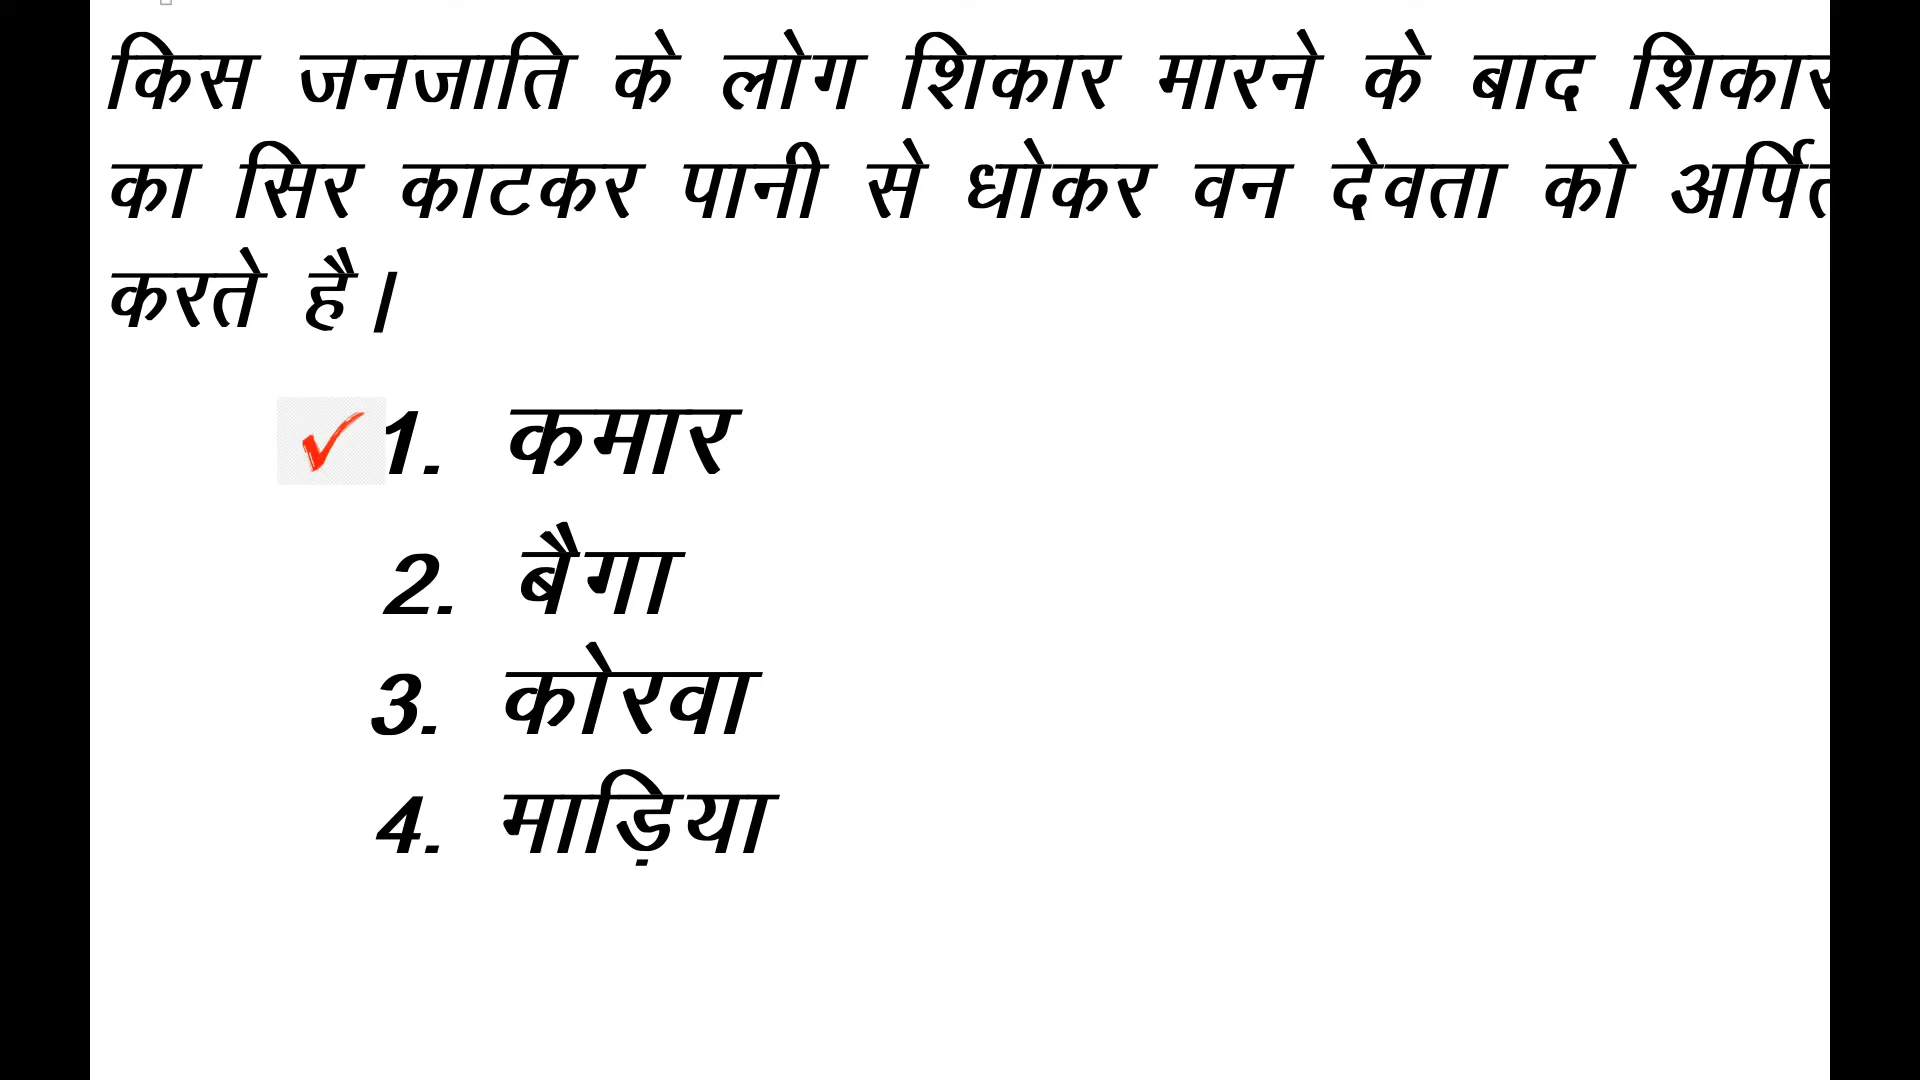 किस जनजाति के लोग शिकार मारने के बाद शिकार
का सिर काटकर पानी से धोकर वन देवता को अर्पित
करते है।
1. कमार
2. बैगा
3. कोरवा
4. माड़िया